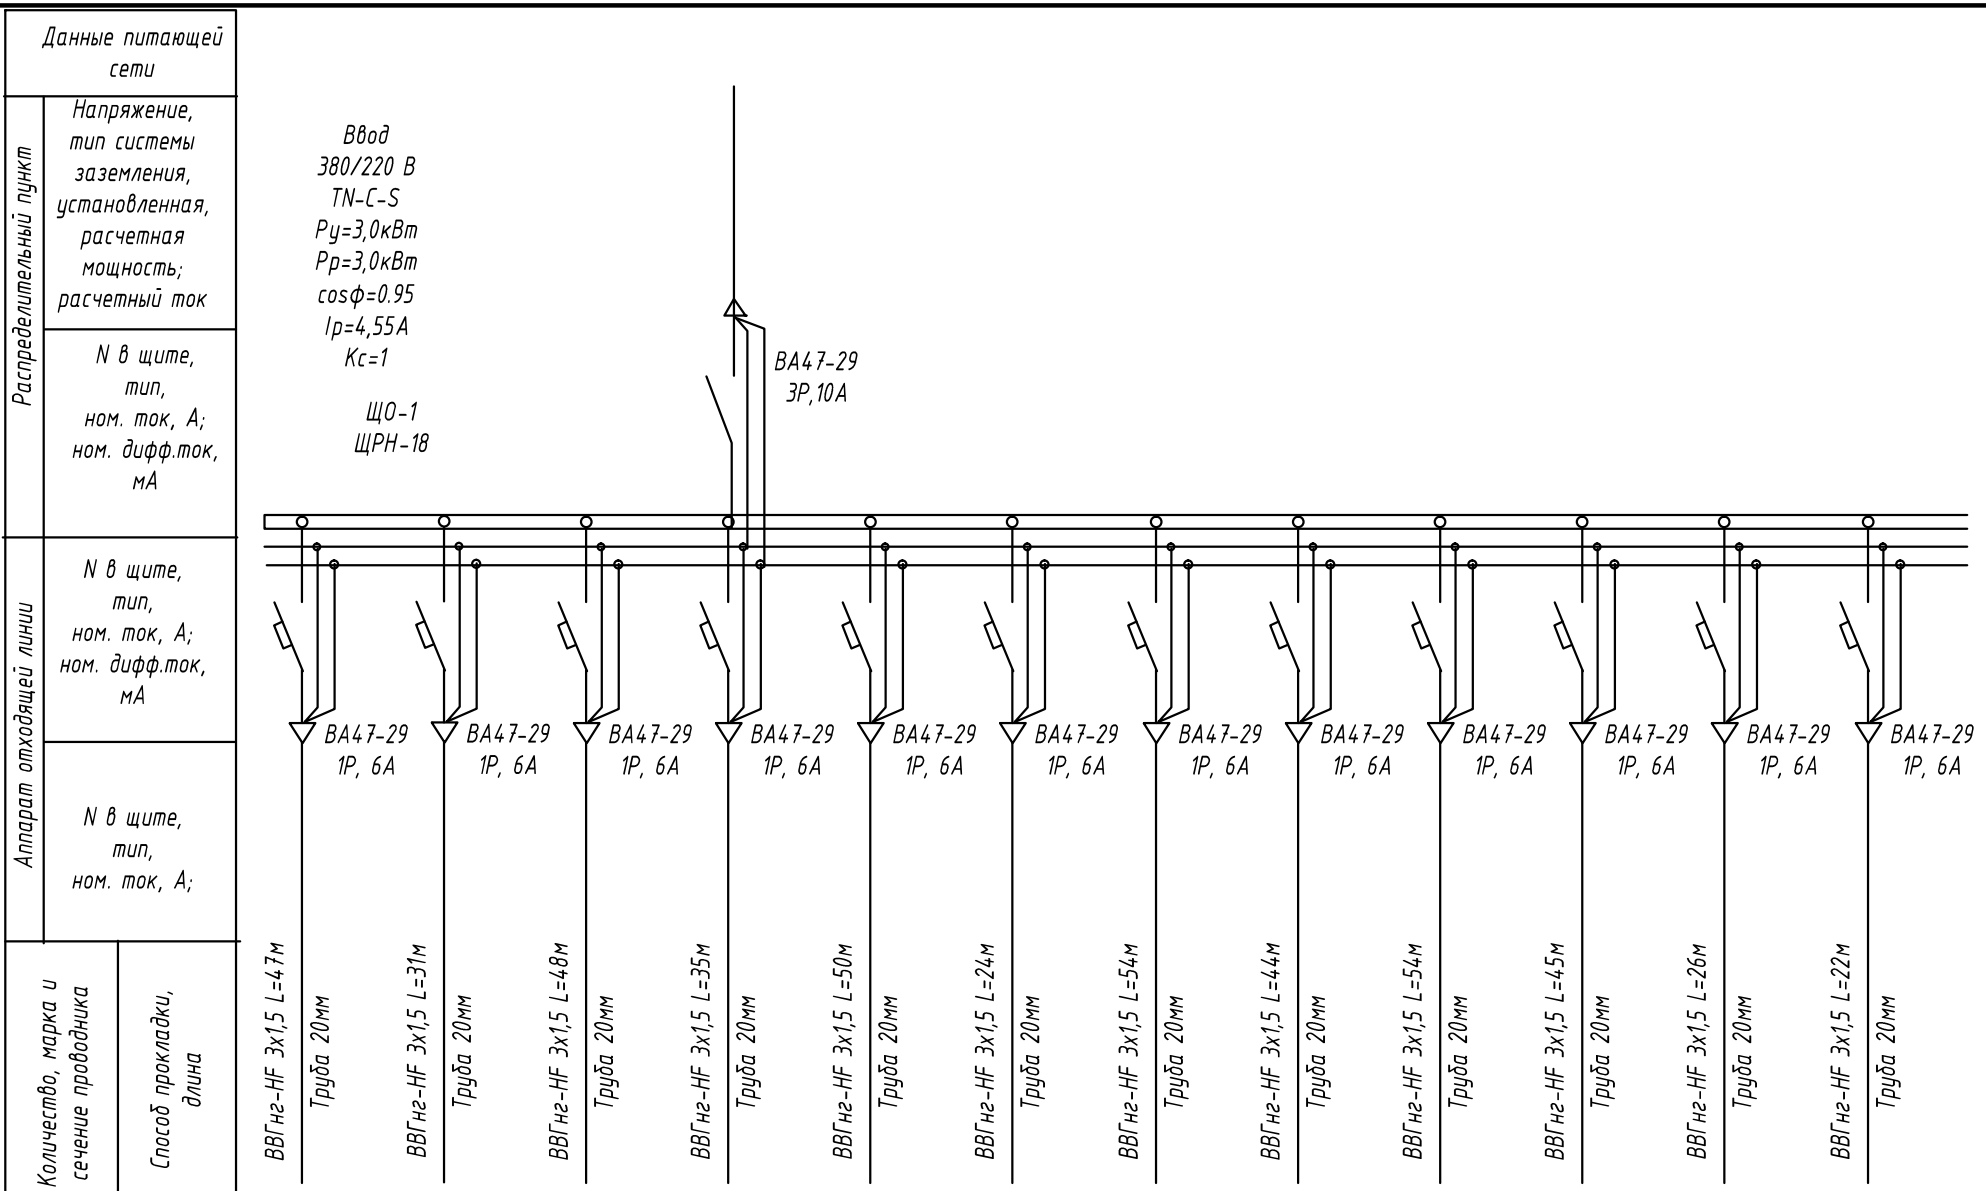 Данные питающей
сети
Распределительный пункт
Напряжение,
тип системы
заземления,
установленная,
расчетная
мощность;
расчетный ток
N в щите,
тип,
ном. ток, А;
ном. дифф.ток,
мА
Аппарат отходящей линии
N в щите,
тип,
ном. ток, А;
ном. дифф.ток,
мА
N в щите,
тип,
ном. ток, А;
Количество, марка и
сечение проводника
Способ прокладки,
длина
Ввод
380/220 В
TN-C-S
Ру=3,0кВт
Рр=3,0кВт
cosφ=0.95
Iр=4,55А
Кс=1
ЩО-1
ЩРН-18
ВА47-29
3Р,10А
ВА47-29
1Р, 6А
ВА47-29
1Р, 6А
ВА47-29
1Р, 6А
ВА47-29
1Р, 6А
ВА47-29
1Р, 6А
ВА47-29
1Р, 6А
ВА47-29
1Р, 6А
ВА47-29
1Р, 6А
ВА47-29
1Р, 6А
ВА47-29
1Р, 6А
ВА47-29
1Р, 6А
ВА47-29
1Р, 6А
ВВГнг-HF 3х1,5 L=47м
Труба 20мм
ВВГнг-HF 3х1,5 L=31м
Труба 20мм
ВВГнг-HF 3х1,5 L=48м
Труба 20мм
ВВГнг-HF 3х1,5 L=35м
Труба 20мм
ВВГнг-HF 3х1,5 L=50м
Труба 20мм
ВВГнг-HF 3х1,5 L=24м
Труба 20мм
ВВГнг-HF 3х1,5 L=54м
Труба 20мм
ВВГнг-HF 3х1,5 L=44м
Труба 20мм
ВВГнг-HF 3х1,5 L=54м
Труба 20мм
ВВГнг-HF 3х1,5 L=45м
Труба 20мм
ВВГнг-HF 3х1,5 L=26м
Труба 20мм
ВВГнг-HF 3х1,5 L=22м
Труба 20мм